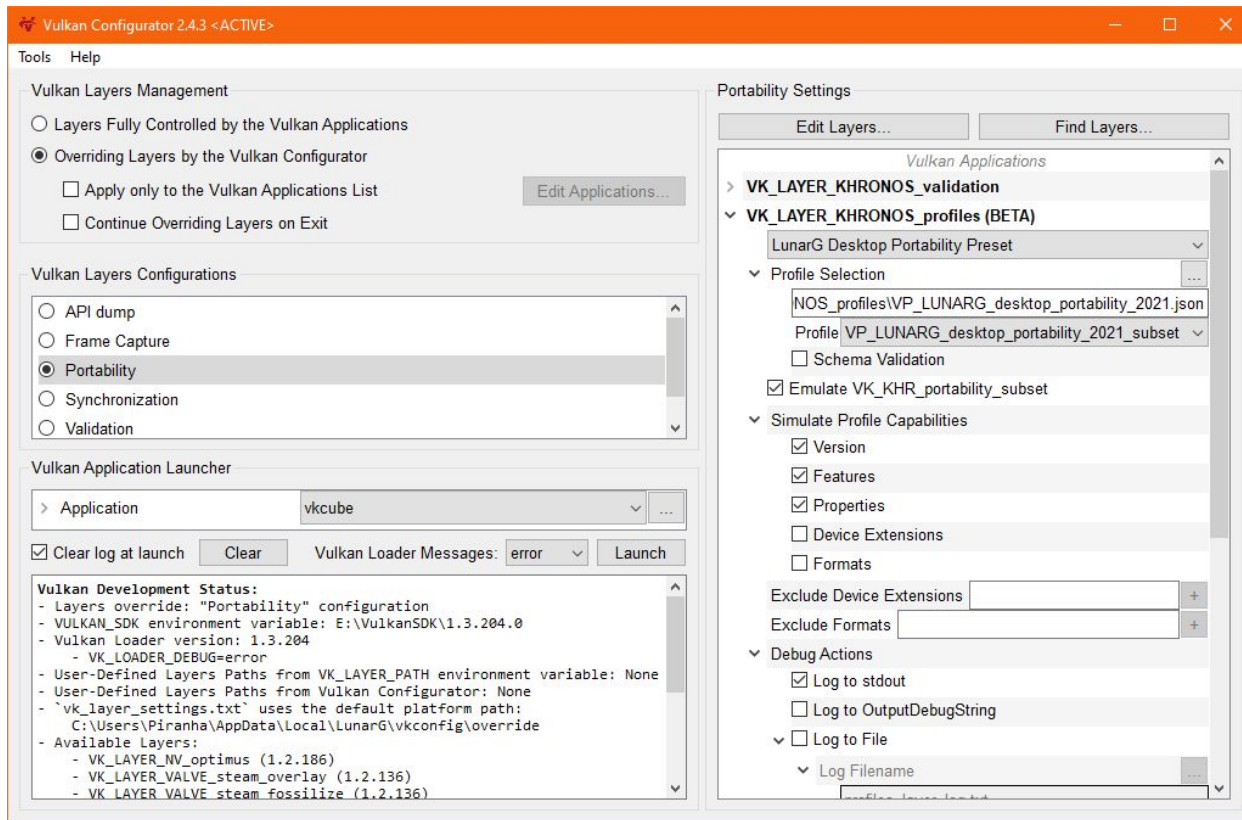 Vulkan Configurator 2.4.3 <ACTIVE>
Tools Help
Vulkan Layers Management
Layers Fully Controlled by the Vulkan Applications
Overriding Layers by the Vulkan Configurator
Apply only to the Vulkan Applications List
Edit Applications...
Continue Overriding Layers on Exit
Vulkan Layers Configurations
API dump
Frame Capture
Portability
Synchronization
Validation
Vulkan Application Launcher
Application vkcube ...
Clear log at launch Clear Vulkan Loader Messages: error Launch
Vulkan Development Status:
- Layers override: "Portability" configuration
- VULKAN_SDK environment variable: E:\VulkanSDK\1.3.204.0
- Vulkan Loader version: 1.3.204
- VK_LOADER_DEBUG=error
- User-Defined Layers Paths from VK_LAYER_PATH environment variable: None
- User-Defined Layers Paths from Vulkan Configurator: None
- `vk_layer_settings.txt` uses the default platform path:
C:\Users\Piranha\AppData\Local\LunarG\vkconfig\override
- Available Layers:
- VK_LAYER_NV_optimus (1.2.186)
- VK_LAYER_VALVE_steam_overlay (1.2.136)
- VK_LAYER_VALVE_steam_fossilize (1.2.136)
Portability Settings
Edit Layers... Find Layers...
Vulkan Applications
VK_LAYER_KHRONOS_validation
VK_LAYER_KHRONOS_profiles (BETA)
LunarG Desktop Portability Preset
Profile Selection ...
NOS_profiles\VP_LUNARG_desktop_portability_2021.json
Profile VP_LUNARG_desktop_portability_2021_subset
Schema Validation
Emulate VK_KHR_portability_subset
Simulate Profile Capabilities
Version
Features
Properties
Device Extensions
Formats
Exclude Device Extensions +
Exclude Formats +
Debug Actions
Log to stdout
Log to OutputDebugString
Log to File
Log Filename ...